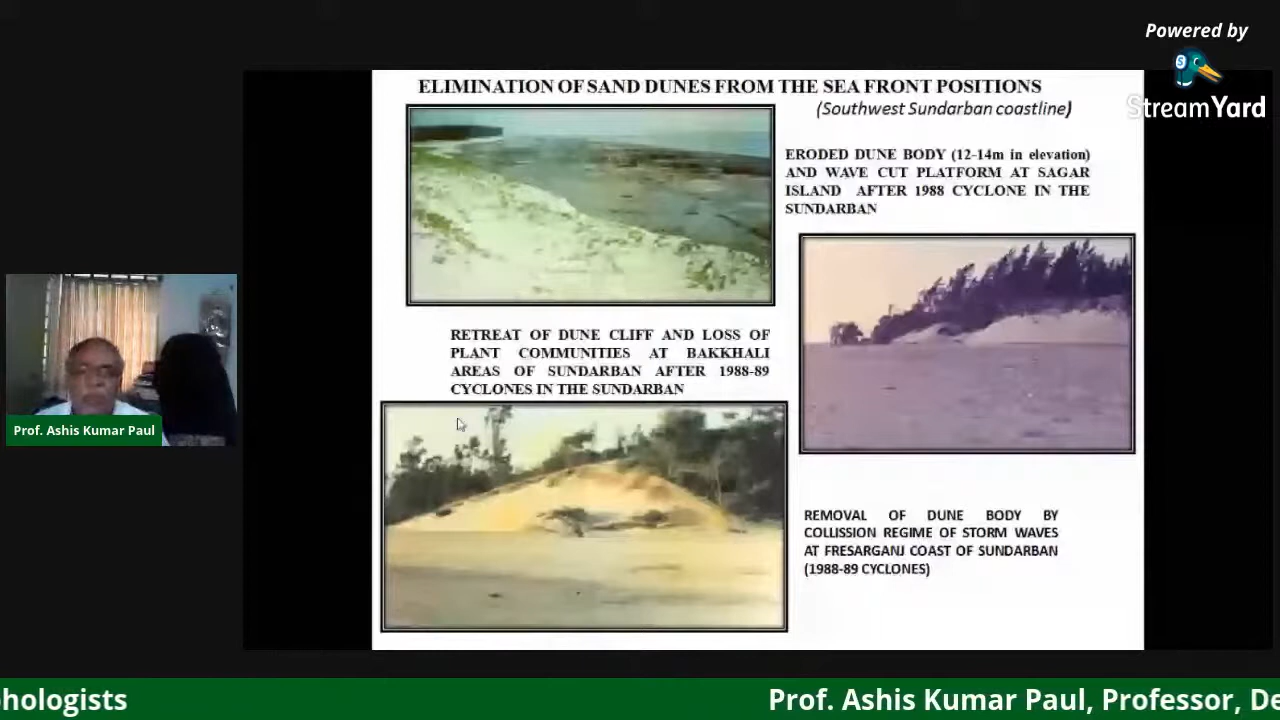 Powered by
StreamYard
ELIMINATION OF SAND DUNES FROM THE SEA FRONT POSITIONS
(Southwest Sundarban coastline)
ERODED DUNE BODY (12-14m in elevation)
AND WAVE CUT PLATFORM AT SAGAR
ISLAND AFTER 1988 CYCLONE IN THE
SUNDARBAN
RETREAT OF DUNE CLIFF AND LOSS OF
PLANT COMMUNITIES AT BAKKHALI
AREAS OF SUNDARBAN AFTER 1988-89
CYCLONES IN THE SUNDARBAN
REMOVAL OF DUNE BODY BY
COLLISSION REGIME OF STORM WAVES
AT FRESARGANJ COAST OF SUNDARBAN
(1988-89 CYCLONES)
Prof. Ashis Kumar Paul
phologists
Prof. Ashis Kumar Paul, Professor, De